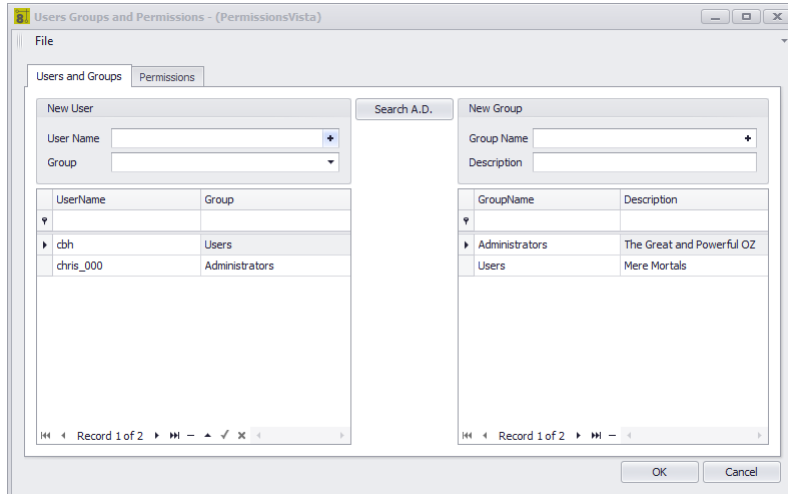 8 Users Groups and Permissions - (PermissionsVista)
File
Users and Groups Permissions
New User
User Name
Group
Search A.D.
New Group
Group Name
Description
UserName Group
cbh Users
chris_000 Administrators
Record 1 of 2
GroupName Description
Administrators The Great and Powerful OZ
Users Mere Mortals
Record 1 of 2
OK Cancel